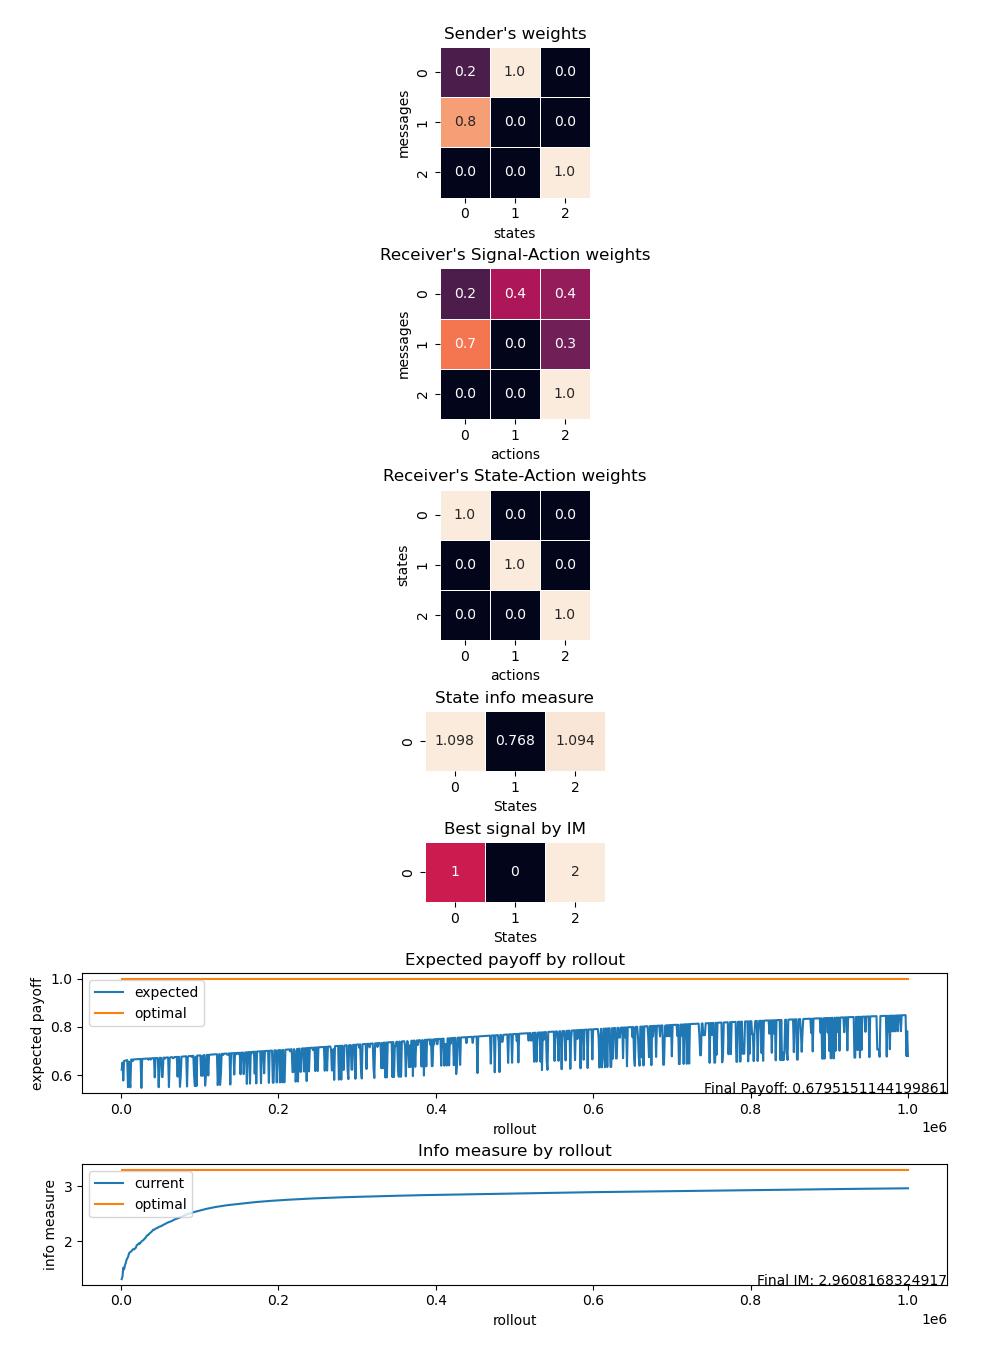 Sender's weights
messages
0 0.2 1.0 0.0
1 0.8 0.0 0.0
2 0.0 0.0 1.0
0 1 2
states
Receiver's Signal-Action weights
messages
0 0.2 0.4 0.4
1 0.7 0.0 0.3
2 0.0 0.0 1.0
0 1 2
actions
Receiver's State-Action weights
states
0 1.0 0.0 0.0
1 0.0 1.0 0.0
2 0.0 0.0 1.0
0 1 2
actions
State info measure
0 1.098 0.768 1.094
0 1 2
States
Best signal by IM
0 1 0 2
0 1 2
States
Expected payoff by rollout
expected payoff
1.0
0.8
0.6
expected
optimal
Final Payoff: 0.6795151144199861
0.0 0.2 0.4 0.6 0.8 1.0
1e6
rollout
Info measure by rollout
info measure
3
2
current
optimal
Final IM: 2.9608168324917
0.0 0.2 0.4 0.6 0.8 1.0
1e6
rollout